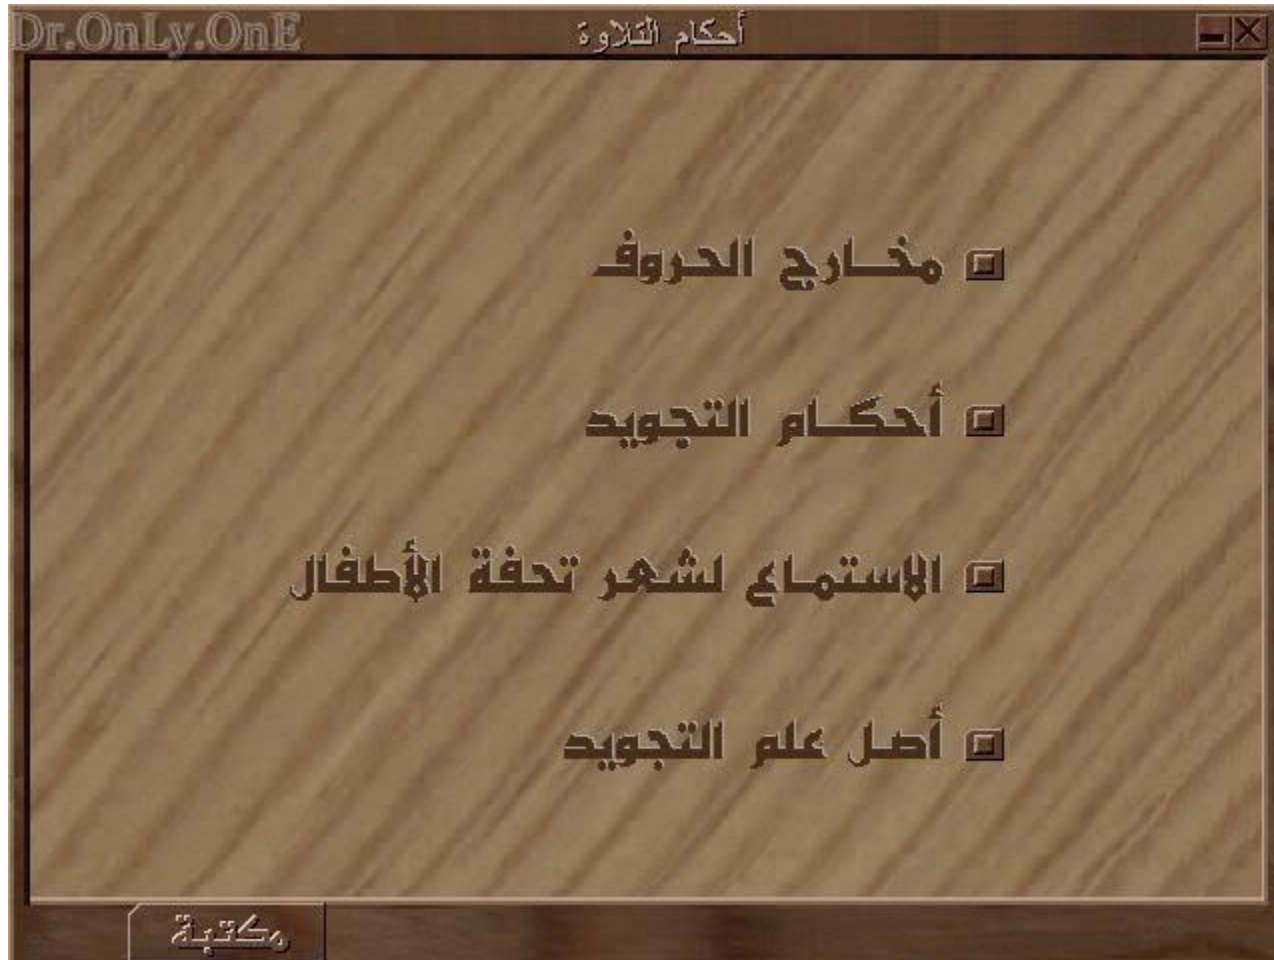 Dr.OnLy.OnE
أحكام التلاوة
مخارج الحروف
أحكام التجويد
الاستماع لشعر تحفة الأطفال
أصل علم التجويد
مكتبة